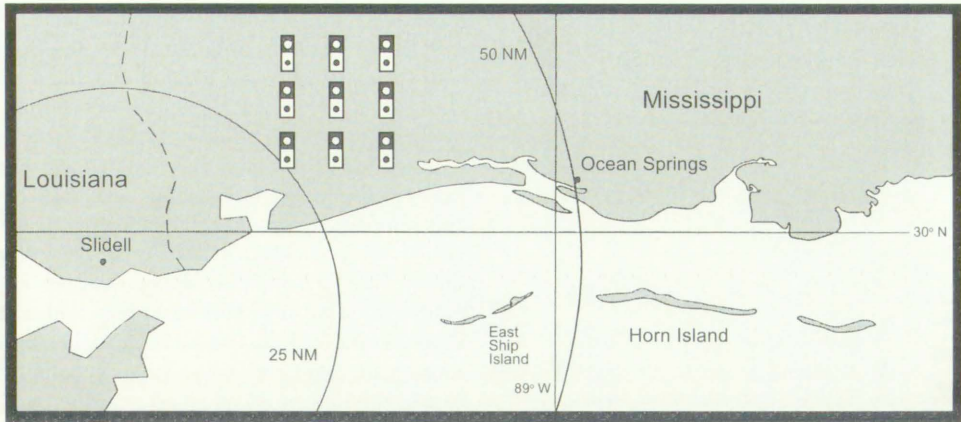 50 NM
Mississippi
Ocean Springs
Louisiana
Slidell
30° N
East
Ship
Island
Horn Island
25 NM
89° W